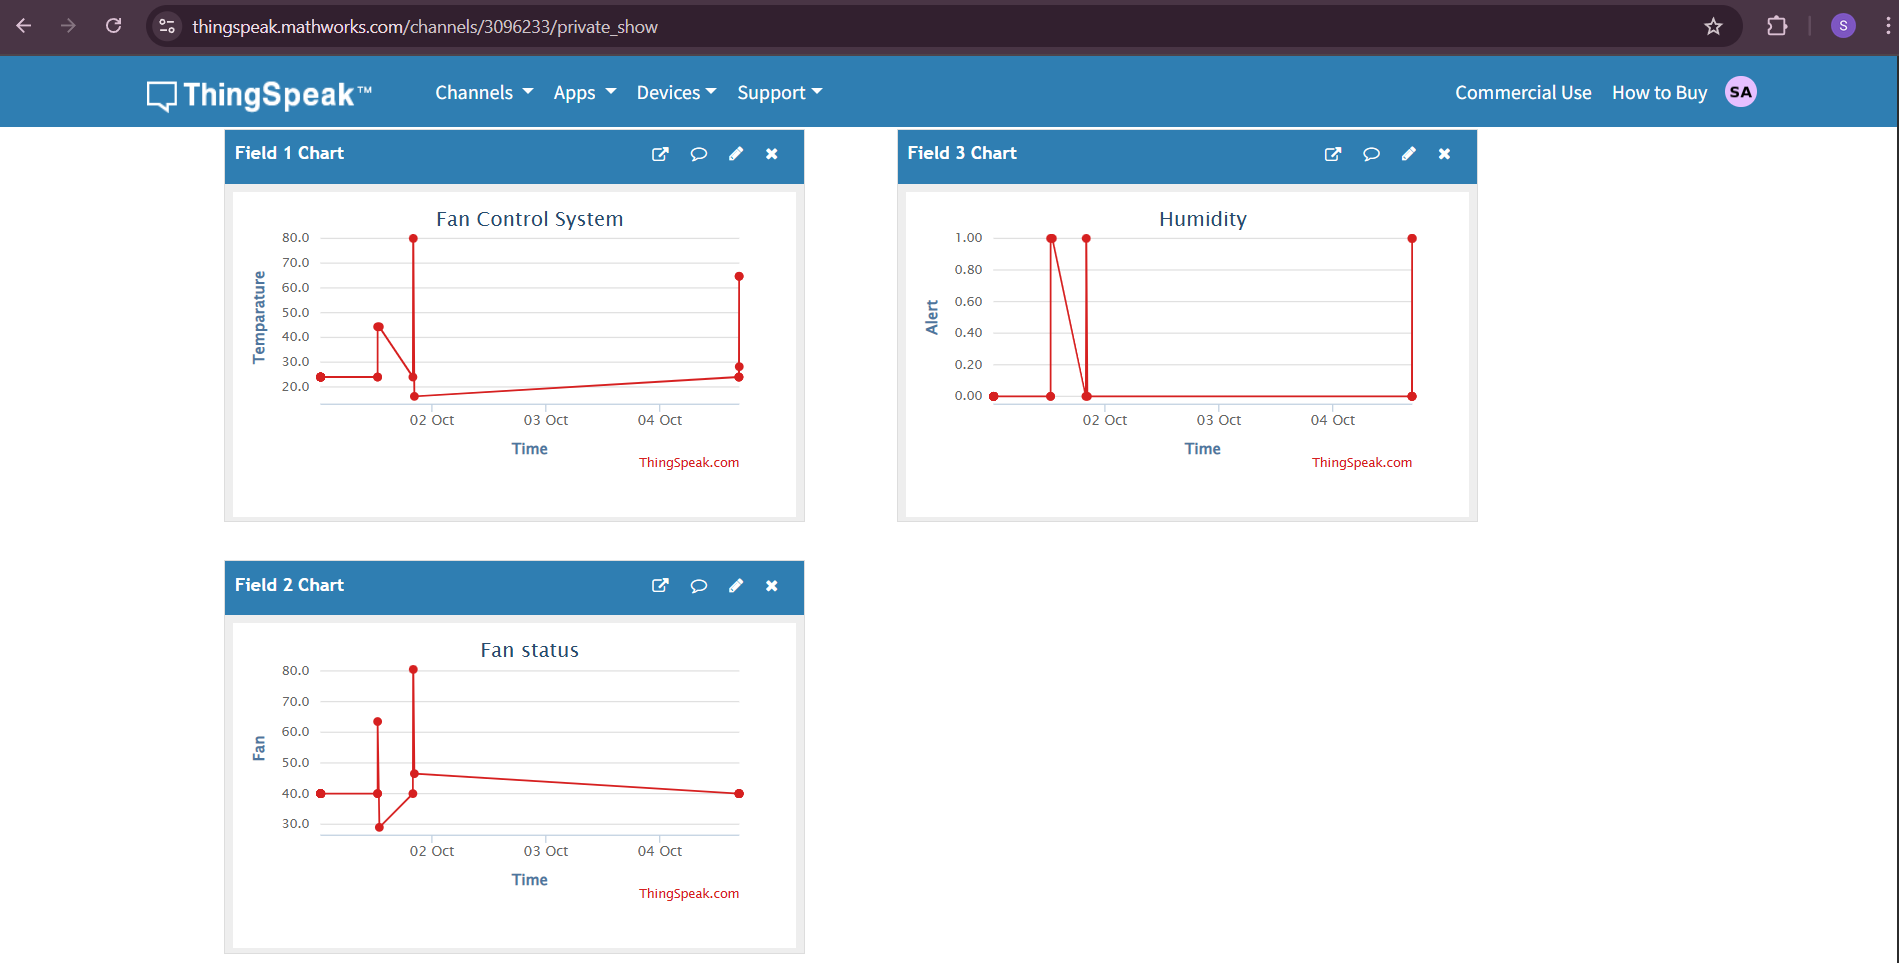 thingspeak.mathworks.com/channels/3096233/private_show
S
ThingSpeak™
Channels Apps Devices Support
Commercial Use How to Buy SA
Field 1 Chart
Fan Control System
80.0
70.0
60.0
50.0
40.0
30.0
20.0
Temparature
02 Oct 03 Oct 04 Oct
Time
ThingSpeak.com
Field 3 Chart
Humidity
1.00
0.80
0.60
0.40
0.20
0.00
Alert
02 Oct 03 Oct 04 Oct
Time
ThingSpeak.com
Field 2 Chart
Fan status
80.0
70.0
60.0
50.0
40.0
30.0
Fan
02 Oct 03 Oct 04 Oct
Time
ThingSpeak.com